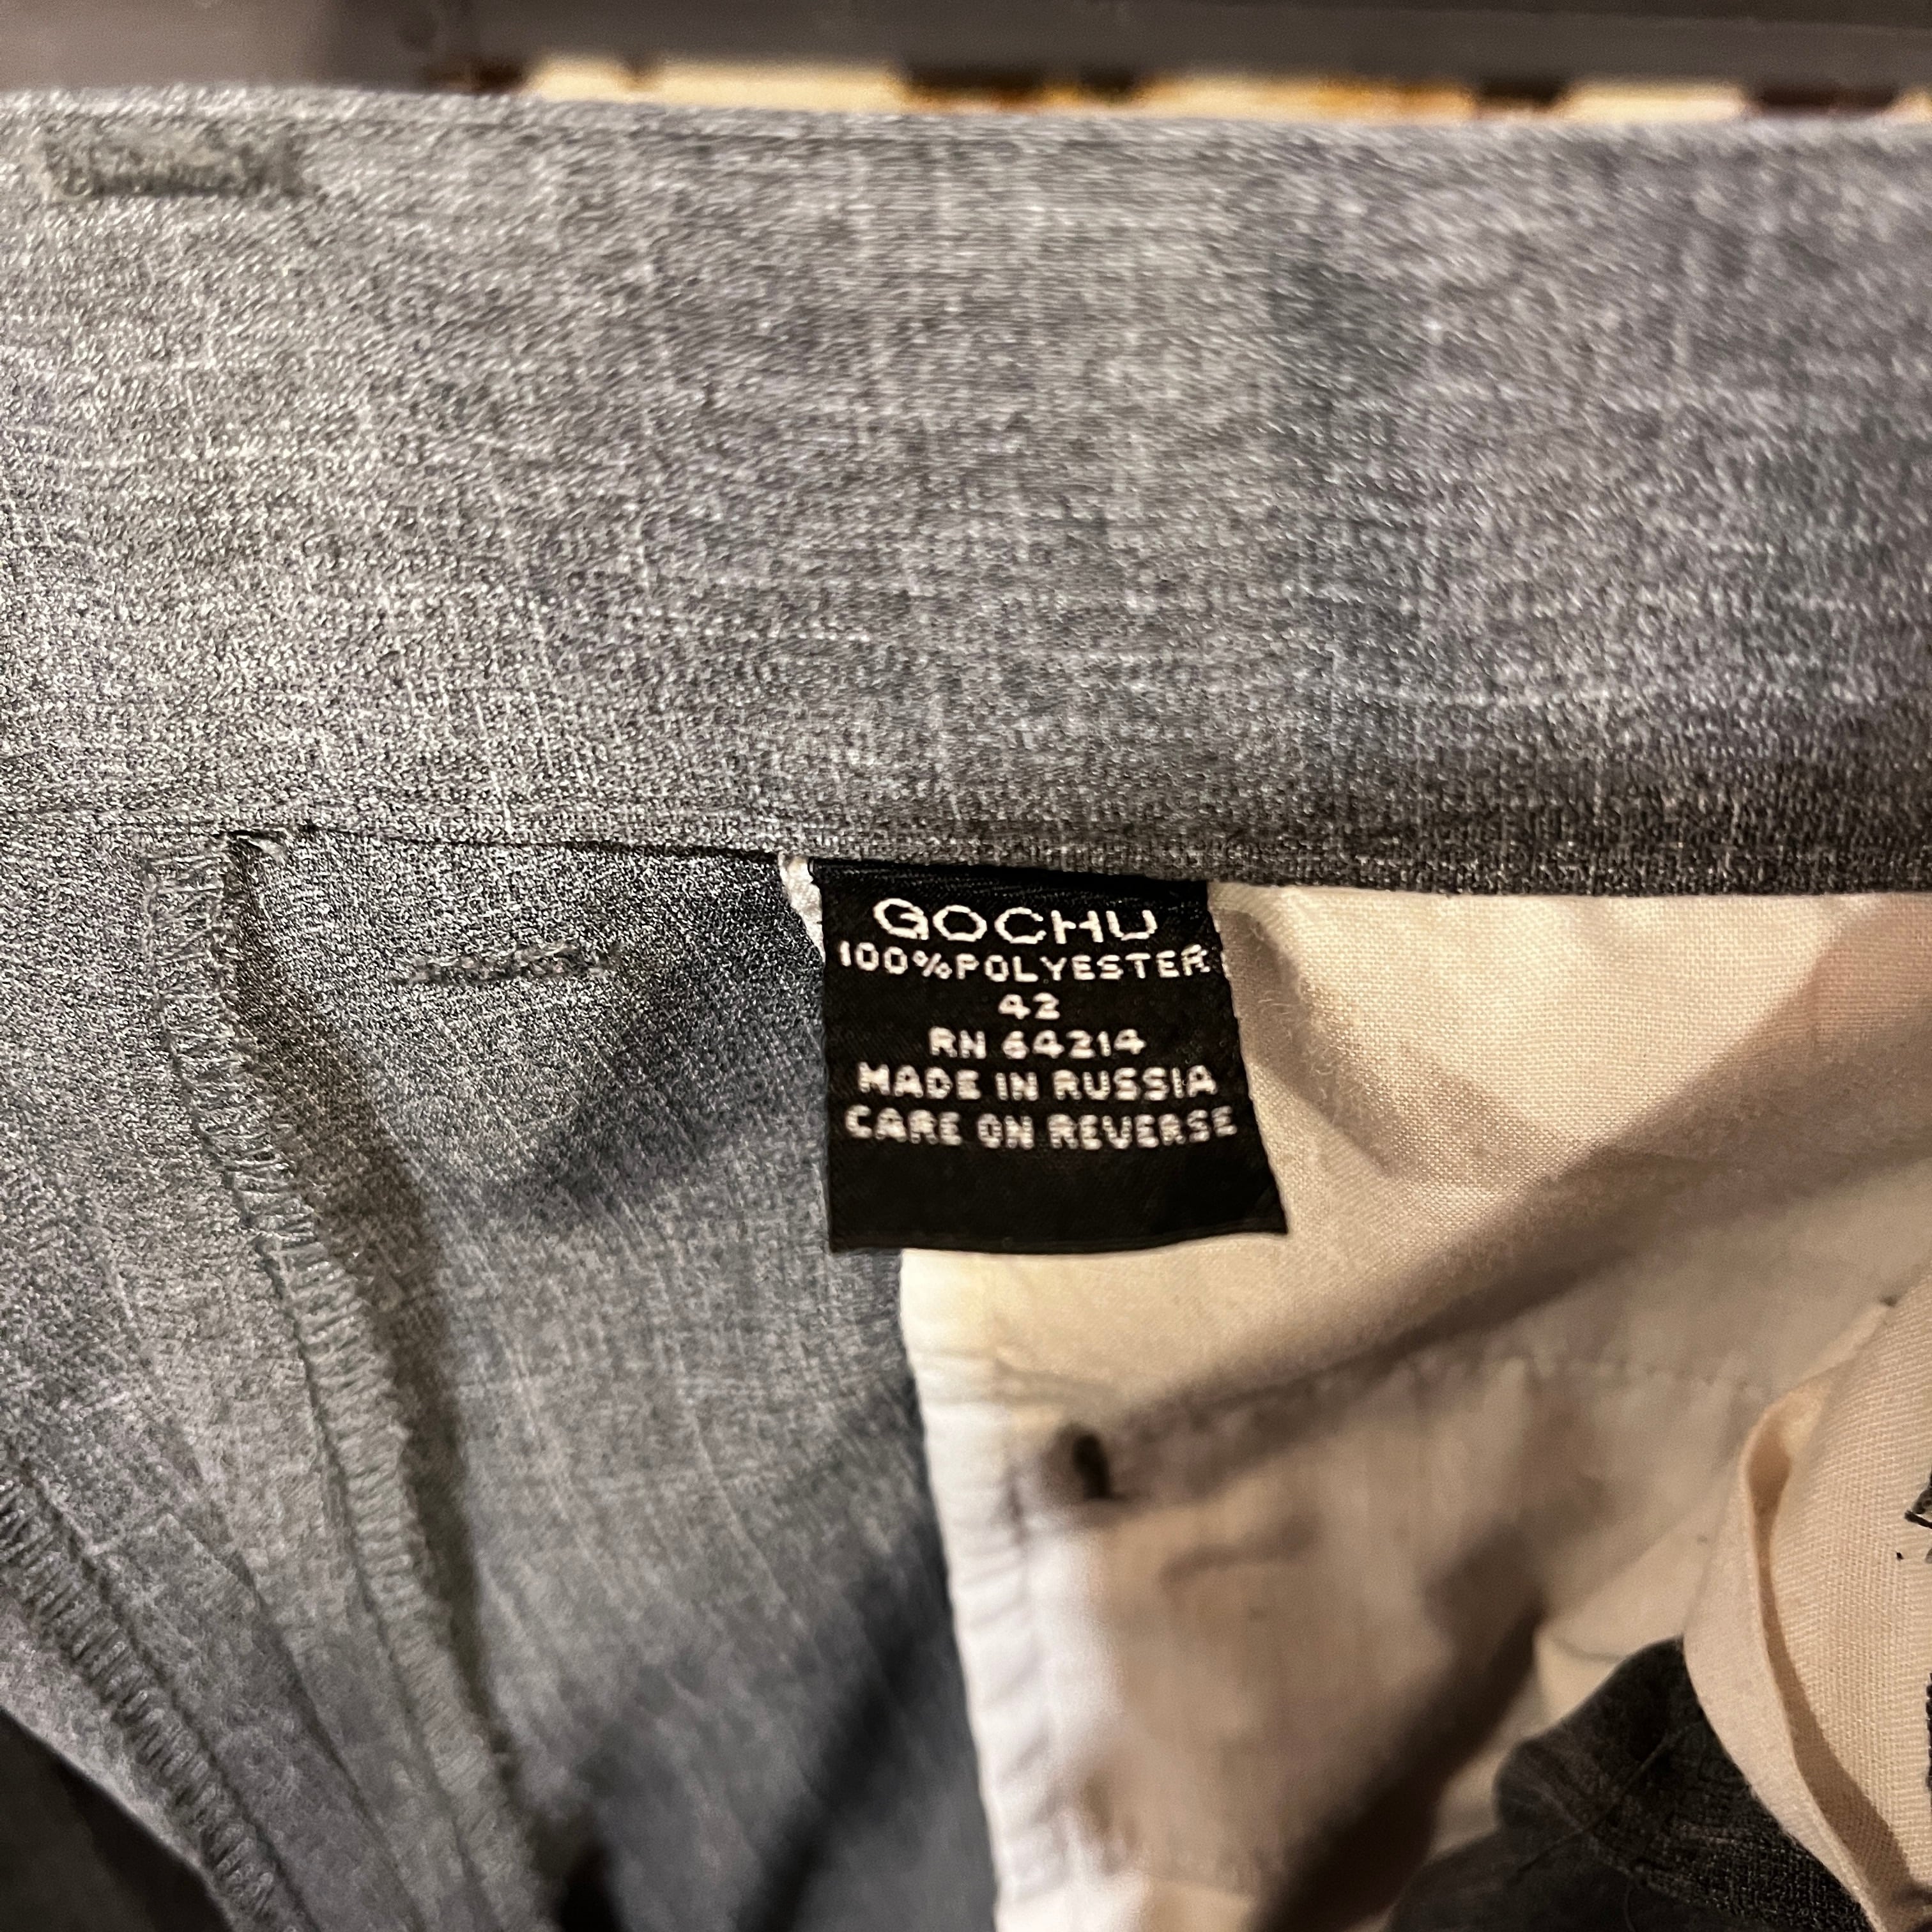 GOCHU
100%POLYESTER
42
RN 64214
MADE IN RUSSIA
CARE ON REVERSE